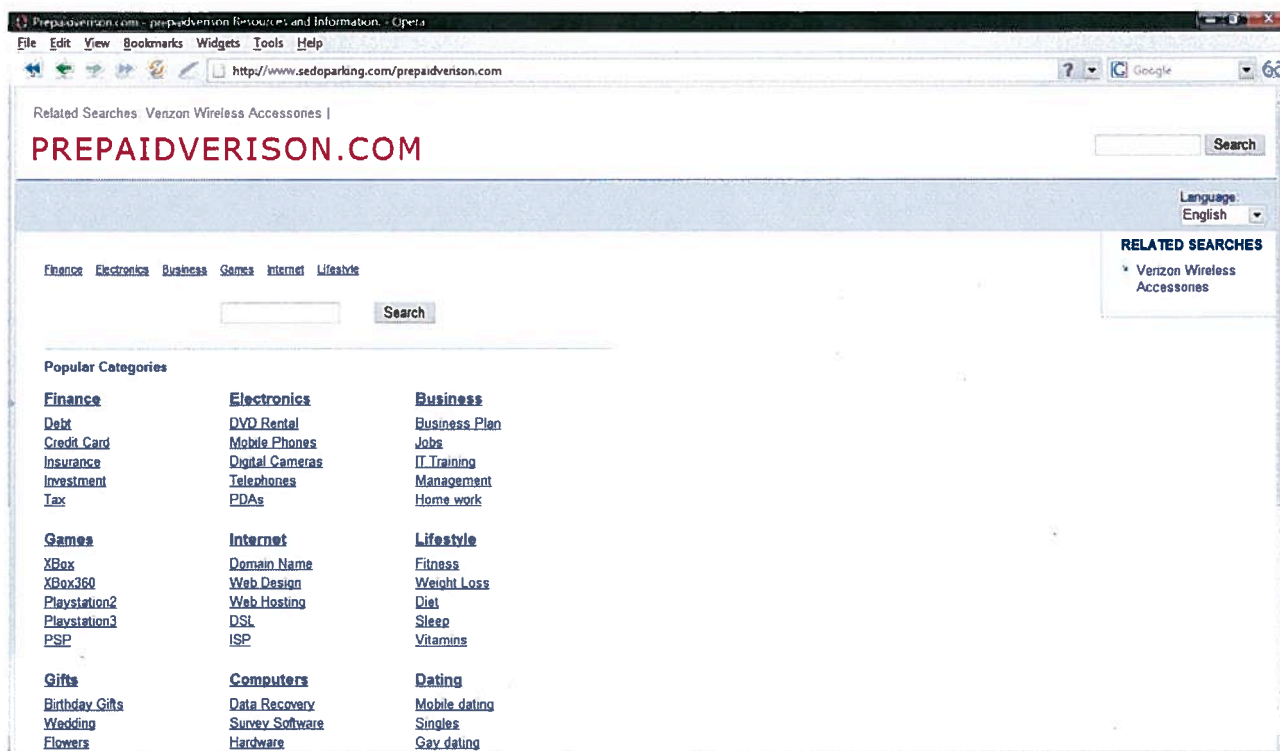 Prepaidverison.com - prepaidverison Resources and Information. - Opera
File Edit View Bookmarks Widgets Tools Help
http://www.sedoparking.com/prepaidverison.com ? Google
Related Searches: Verizon Wireless Accessories |
PREPAIDVERISON.COM Search
Language:
English
RELATED SEARCHES
Verizon Wireless
Accessories
Finance Electronics Business Games Internet Lifestyle
Search
Popular Categories
Finance Electronics Business
Debt DVD Rental Business Plan
Credit Card Mobile Phones Jobs
Insurance Digital Cameras IT Training
Investment Telephones Management
Tax PDAs Home work
Games Internet Lifestyle
XBox Domain Name Fitness
XBox360 Web Design Weight Loss
Playstation2 Web Hosting Diet
Playstation3 DSL Sleep
PSP ISP Vitamins
Gifts Computers Dating
Birthday Gifts Data Recovery Mobile dating
Wedding Survey Software Singles
Flowers Hardware Gay dating